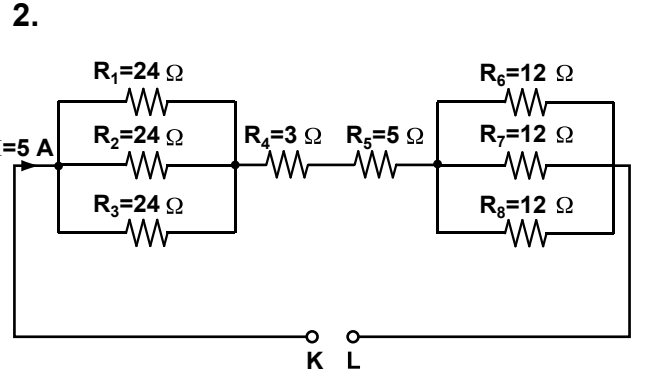 2.
R₁=24 Ω
R₆=12 Ω
=5 A
R₂=24 Ω
R₄=3 Ω
R₅=5 Ω
R₇=12 Ω
R₃=24 Ω
R₈=12 Ω
K L